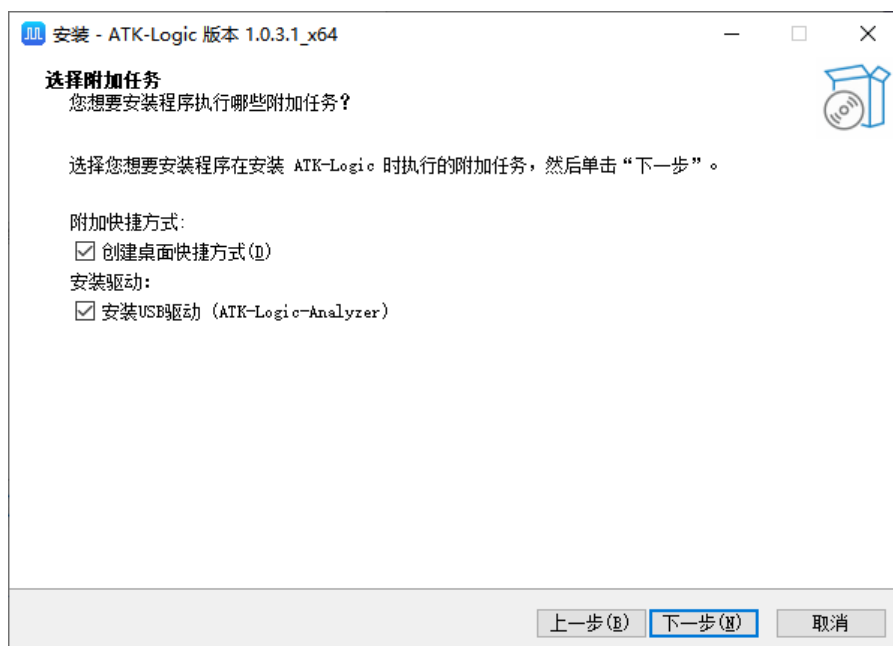 安装 - ATK-Logic 版本 1.0.3.1_x64
选择附加任务
您想要安装程序执行哪些附加任务？
选择您想要安装程序在安装 ATK-Logic 时执行的附加任务，然后单击“下一步”。
附加快捷方式:
创建桌面快捷方式(D)
安装驱动:
安装USB驱动 (ATK-Logic-Analyzer)
上一步(B) 下一步(N) 取消